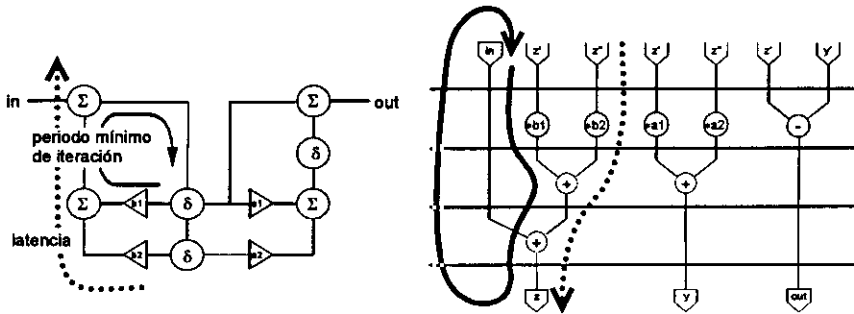 in
Σ
Σ
out
periodo mínimo
de iteración
δ
Σ
b1
δ
a1
Σ
latencia
b2
δ
a2
in
z'
z''
z'
z''
z'
y'
*b1
*b2
*a1
*a2
-
+
+
+
z
y
out